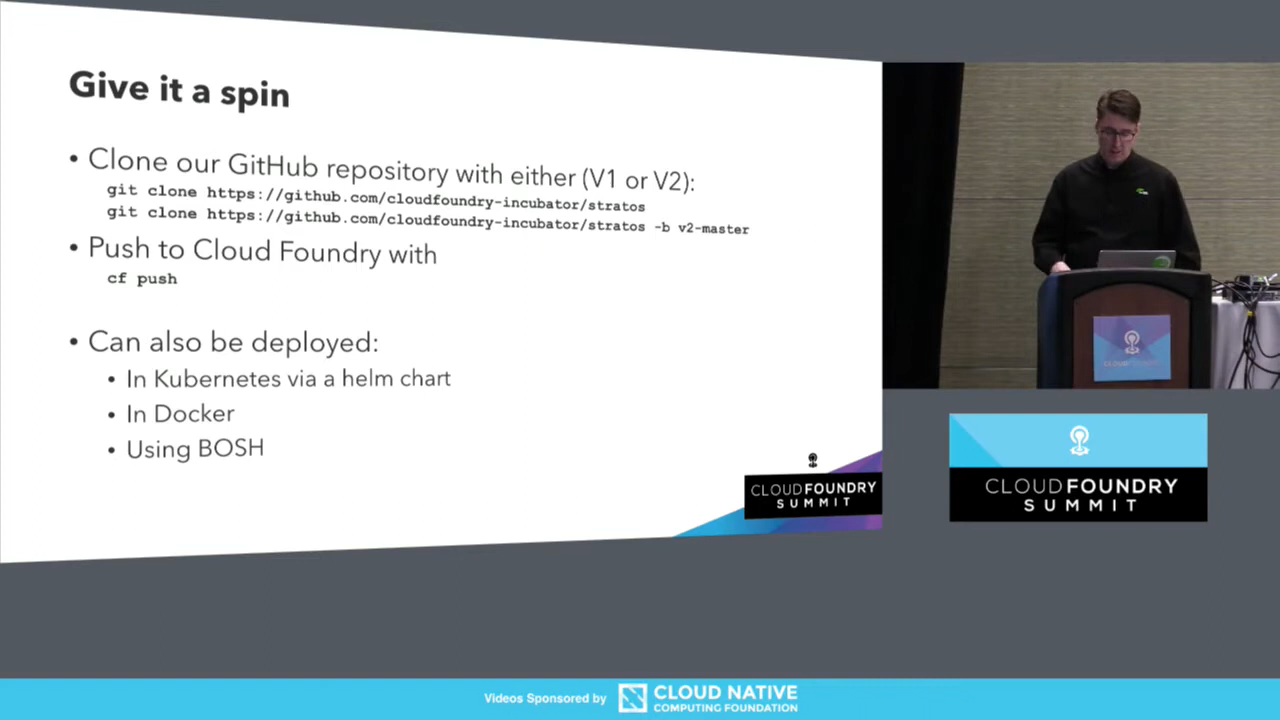 Give it a spin
• Clone our GitHub repository with either (V1 or V2):
git clone https://github.com/cloudfoundry-incubator/stratos
git clone https://github.com/cloudfoundry-incubator/stratos -b v2-master
• Push to Cloud Foundry with
cf push
• Can also be deployed:
• In Kubernetes via a helm chart
• In Docker
• Using BOSH
CLOUDFOUNDRY
SUMMIT
CLOUDFOUNDRY
CLOUDFOUNDRY
SUMMIT
Videos Sponsored by
CLOUD NATIVE
COMPUTING FOUNDATION